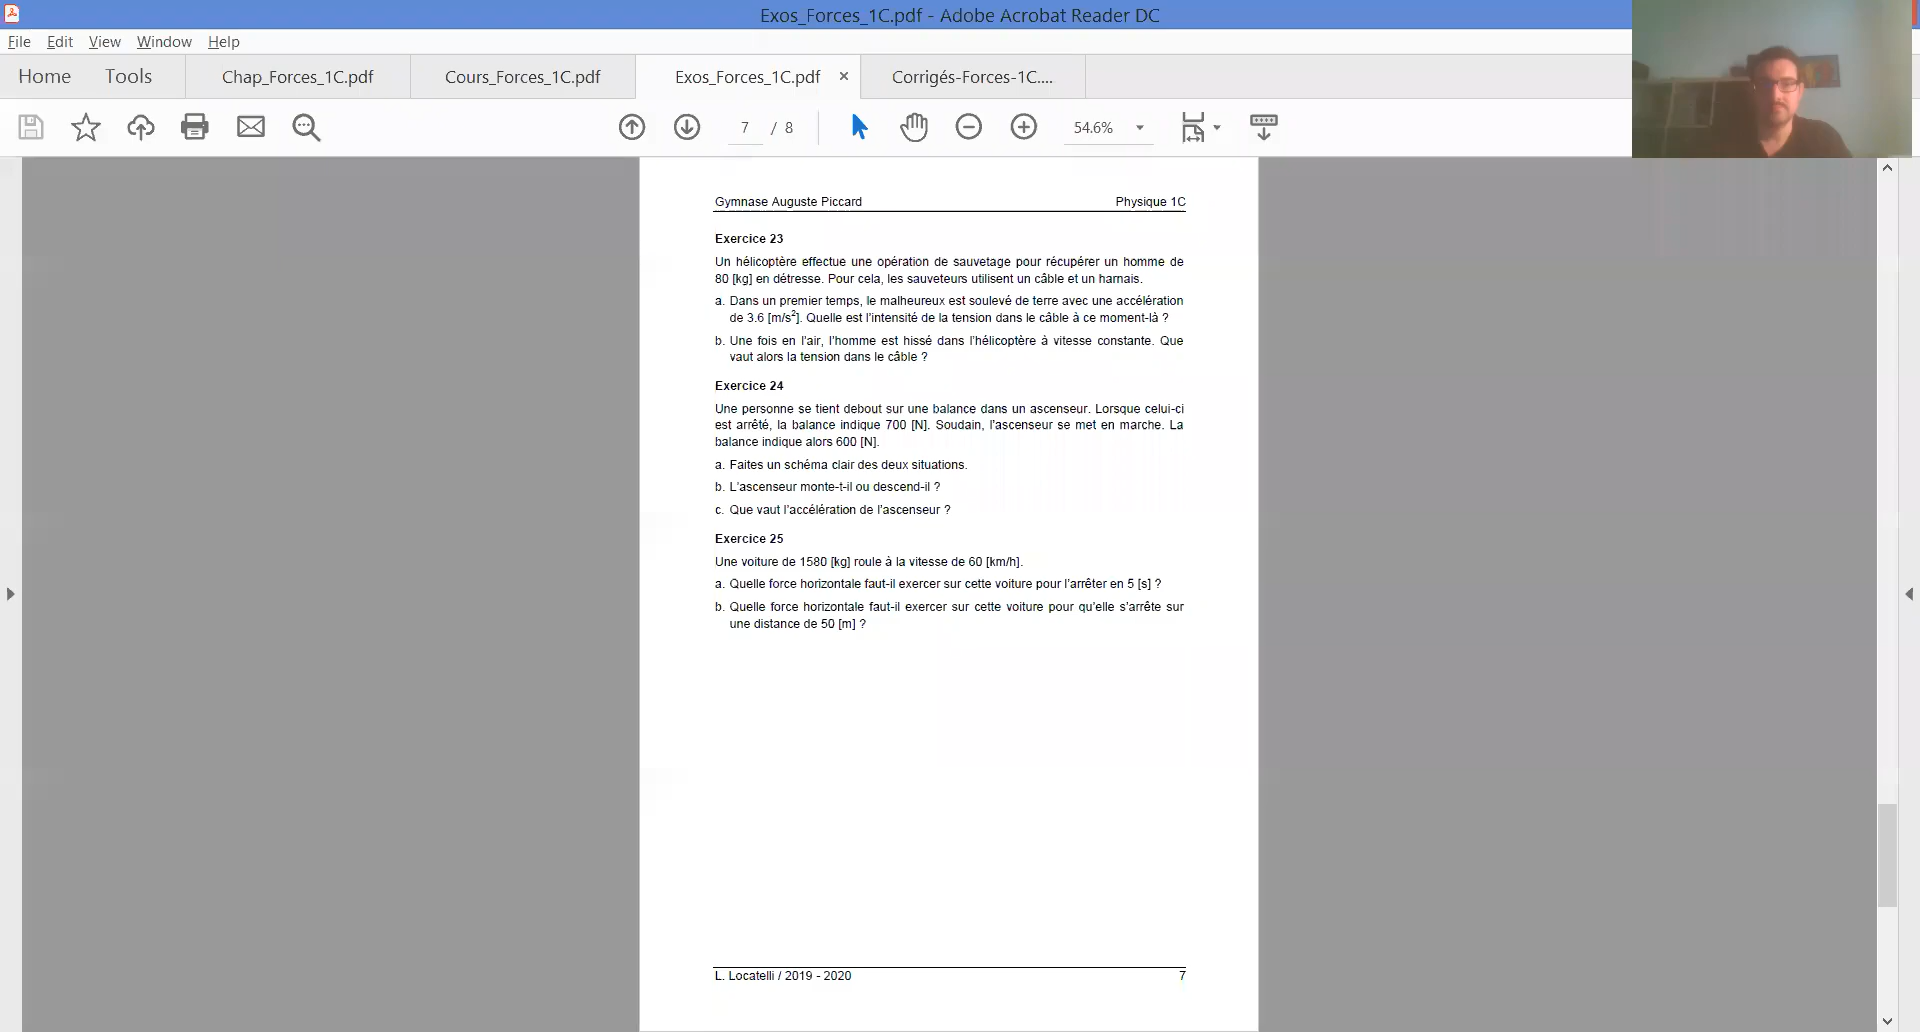 Exos_Forces_1C.pdf - Adobe Acrobat Reader DC
File Edit View Window Help
Home Tools Chap_Forces_1C.pdf Cours_Forces_1C.pdf Exos_Forces_1C.pdf × Corrigés-Forces-1C....
7 / 8 54.6%
Gymnase Auguste Piccard Physique 1C
Exercice 23
Un hélicoptère effectue une opération de sauvetage pour récupérer un homme de
80 [kg] en détresse. Pour cela, les sauveteurs utilisent un câble et un harnais.
a. Dans un premier temps, le malheureux est soulevé de terre avec une accélération
de 3.6 [m/s²]. Quelle est l'intensité de la tension dans le câble à ce moment-là ?
b. Une fois en l'air, l'homme est hissé dans l'hélicoptère à vitesse constante. Que
vaut alors la tension dans le câble ?
Exercice 24
Une personne se tient debout sur une balance dans un ascenseur. Lorsque celui-ci
est arrêté, la balance indique 700 [N]. Soudain, l'ascenseur se met en marche. La
balance indique alors 600 [N].
a. Faites un schéma clair des deux situations.
b. L'ascenseur monte-t-il ou descend-il ?
c. Que vaut l'accélération de l'ascenseur ?
Exercice 25
Une voiture de 1580 [kg] roule à la vitesse de 60 [km/h].
a. Quelle force horizontale faut-il exercer sur cette voiture pour l'arrêter en 5 [s] ?
b. Quelle force horizontale faut-il exercer sur cette voiture pour qu'elle s'arrête sur
une distance de 50 [m] ?
L. Locatelli / 2019 - 2020 7